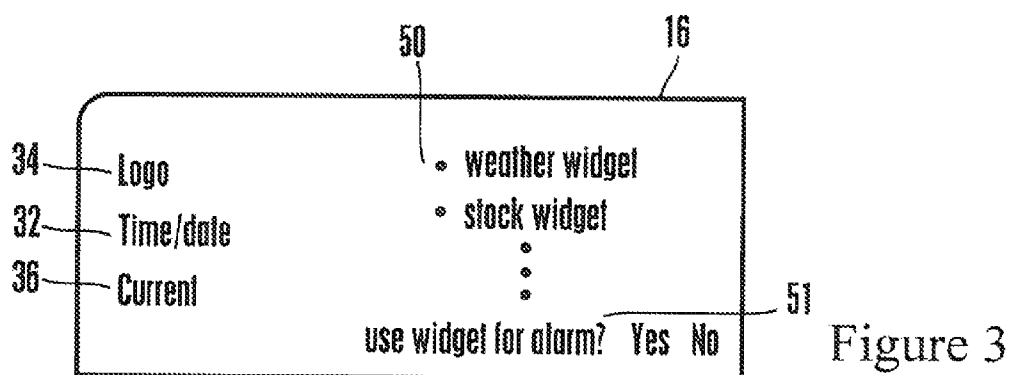 50
16
34
Logo
• weather widget
32
Time/date
• stock widget
36
Current
51
use widget for alarm? Yes No
Figure 3